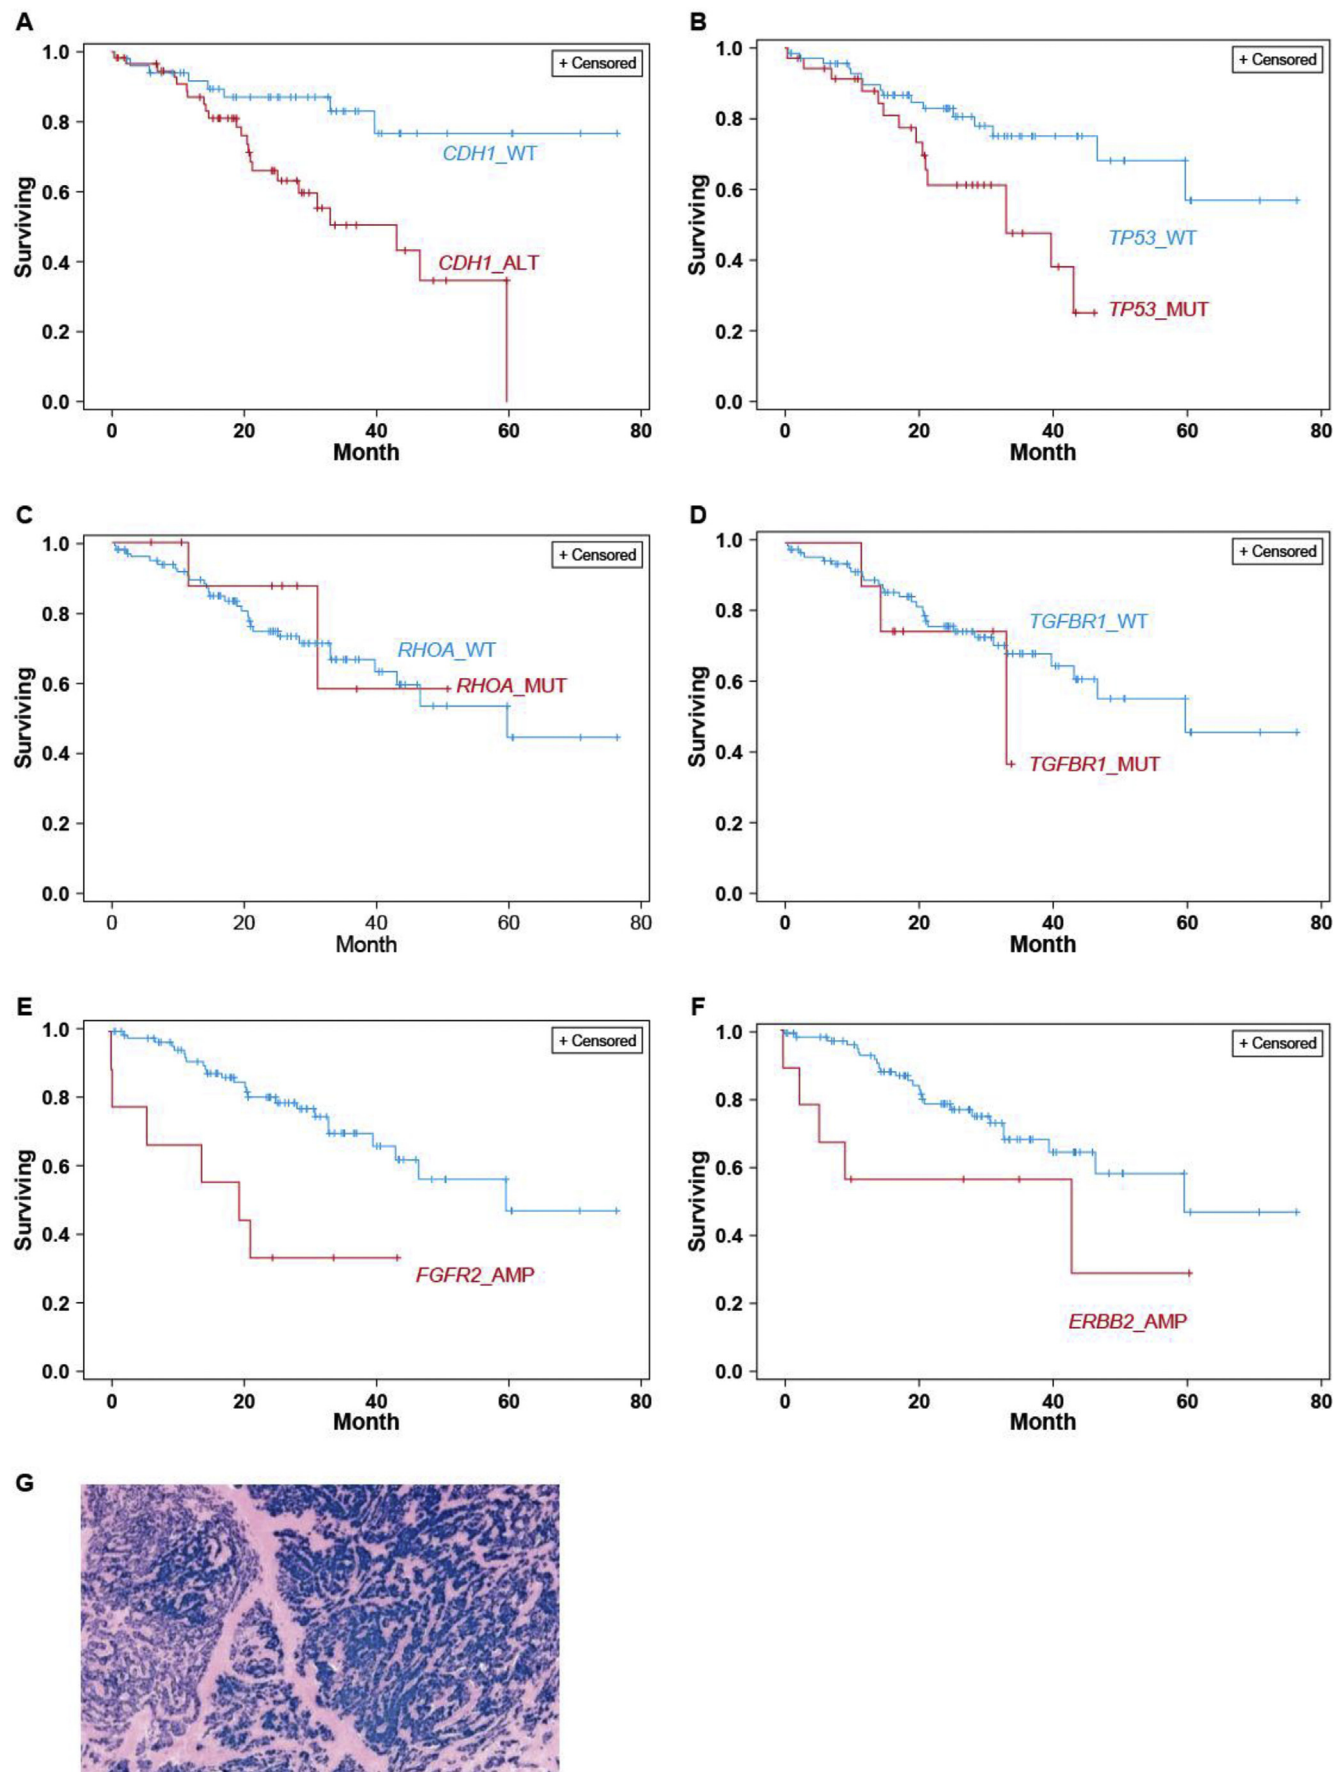 A
B
1.0
0.8
0.6
0.4
0.2
0.0
Surviving
+ Censored
CDH1_WT
CDH1_ALT
0 20 40 60 80
Month
1.0
0.8
0.6
0.4
0.2
0.0
Surviving
+ Censored
TP53_WT
TP53_MUT
0 20 40 60 80
Month
C
D
1.0
0.8
0.6
0.4
0.2
0.0
Surviving
+ Censored
RHOA_WT
RHOA_MUT
0 20 40 60 80
Month
1.0
0.8
0.6
0.4
0.2
0.0
Surviving
+ Censored
TGFBR1_WT
TGFBR1_MUT
0 20 40 60 80
Month
E
F
1.0
0.8
0.6
0.4
0.2
0.0
Surviving
+ Censored
FGFR2_AMP
0 20 40 60 80
Month
1.0
0.8
0.6
0.4
0.2
0.0
Surviving
+ Censored
ERBB2_AMP
0 20 40 60 80
Month
G